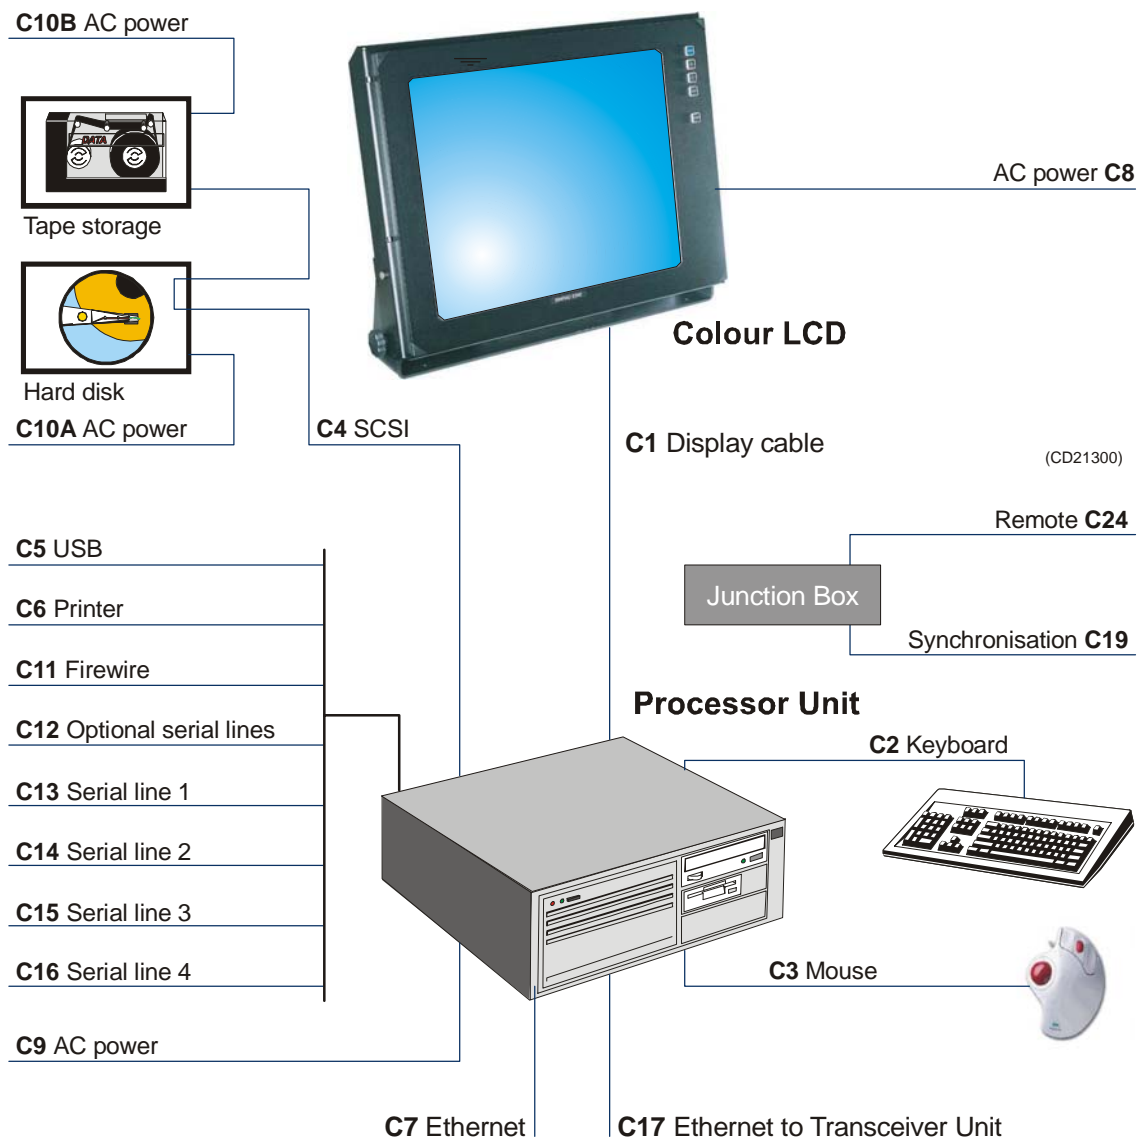 C10B AC power
DATA
Tape storage
Hard disk
C10A AC power
C4 SCSI
AC power C8
Colour LCD
C1 Display cable
(CD21300)
Remote C24
Junction Box
Synchronisation C19
C5 USB
C6 Printer
C11 Firewire
C12 Optional serial lines
C13 Serial line 1
C14 Serial line 2
C15 Serial line 3
C16 Serial line 4
C9 AC power
Processor Unit
C2 Keyboard
C3 Mouse
C7 Ethernet
C17 Ethernet to Transceiver Unit